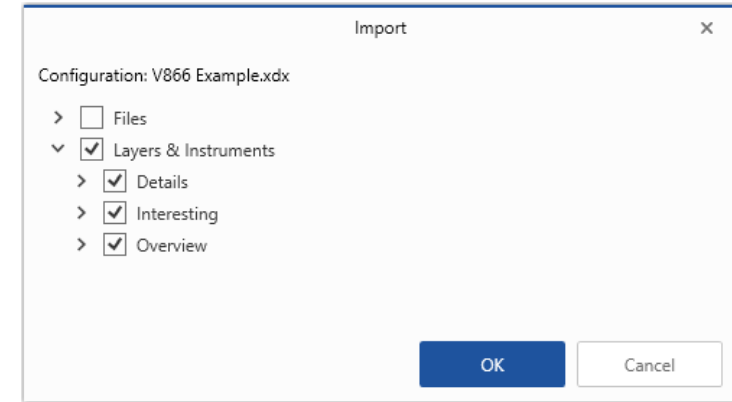 Import
Configuration: V866 Example.xdx
Files
Layers & Instruments
Details
Interesting
Overview
OK Cancel